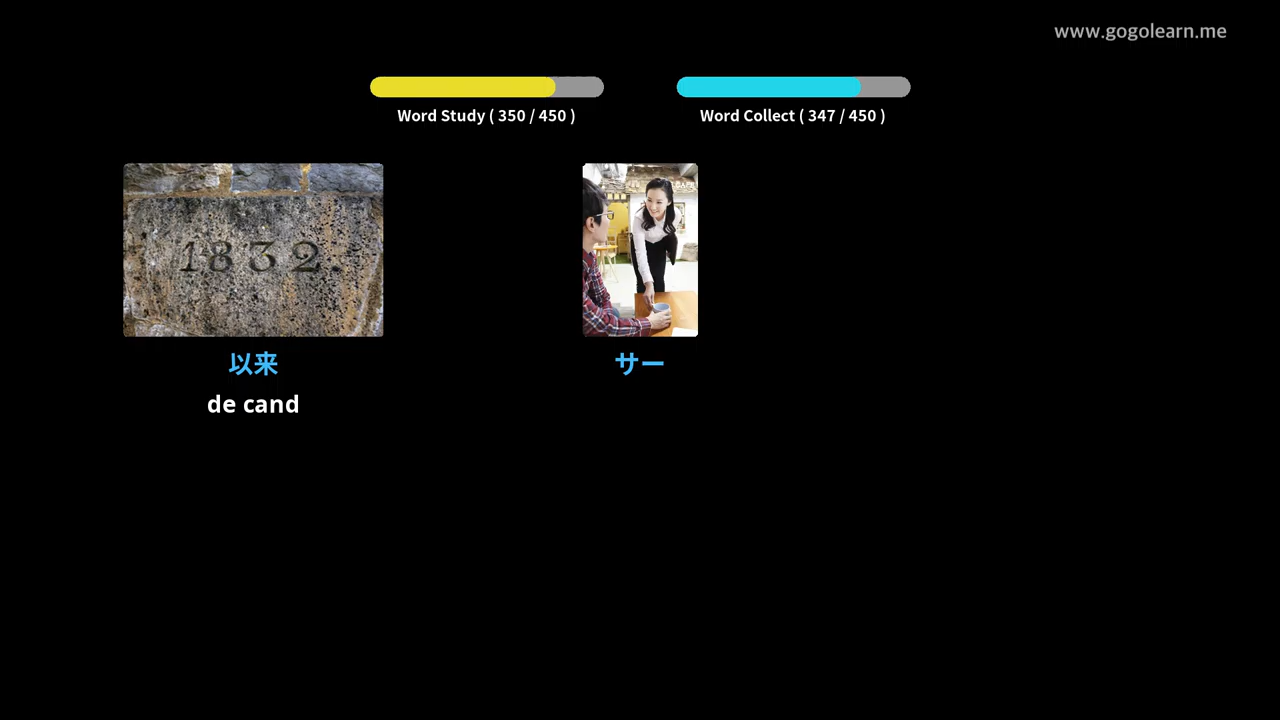 www.gogolearn.me
Word Study ( 350 / 450 )
Word Collect ( 347 / 450 )
1832.
以来
サー
de cand